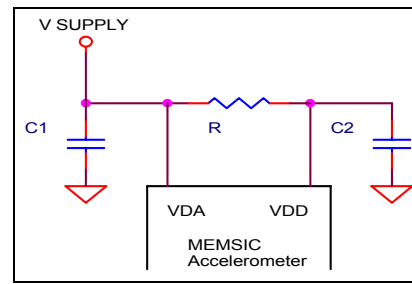 V SUPPLY
C1
R
C2
VDA
VDD
MEMSIC
Accelerometer